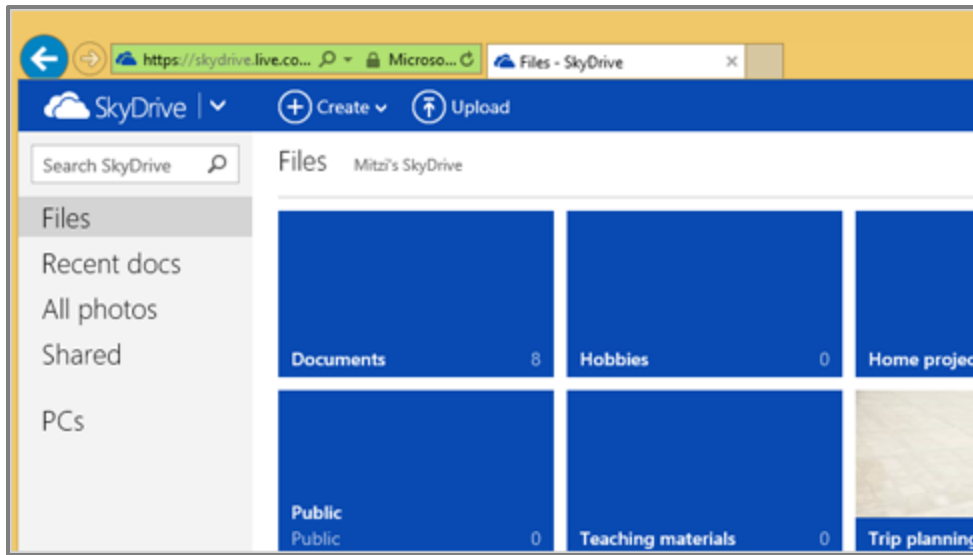 https://skydrive.live.co... Microso... Files - SkyDrive
SkyDrive Create Upload
Search SkyDrive
Files
Recent docs
All photos
Shared
PCs
Files Mitzi's SkyDrive
Documents 8
Hobbies 0
Home projec
Public
Public 0
Teaching materials 0
Trip planning